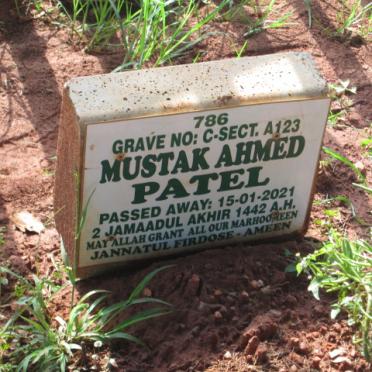 786
GRAVE NO: C-SECT. A123
MUSTAK AHMED
PATEL
PASSED AWAY: 15-01-2021
2 JAMAADUL AKHIR 1442 A.H.
MAY ALLAH GRANT ALL OUR MARHOOMEEN
JANNATUL FIRDOSE - AMEEN